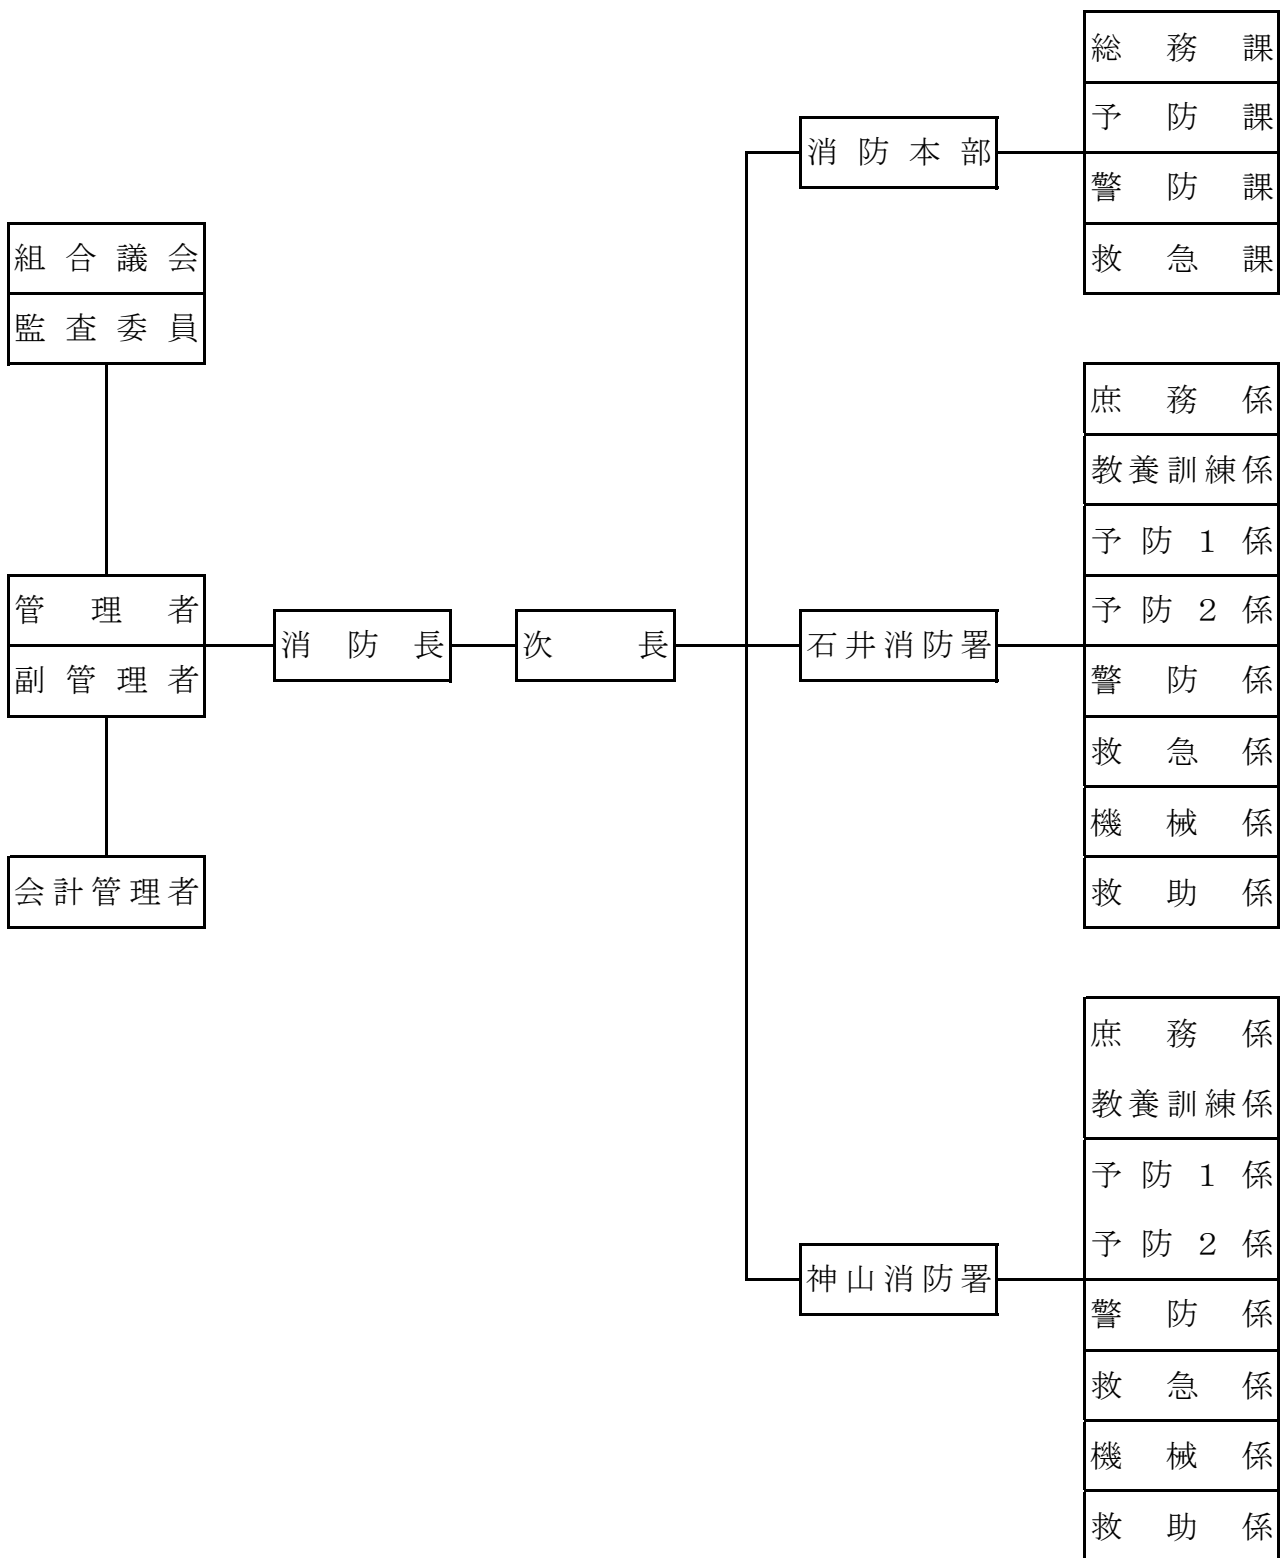 総務課
予防課
消防本部
警防課
組合議会
救急課
監査委員
庶務係
教養訓練係
予防1係
管理者
予防2係
消防長
次長
石井消防署
副管理者
警防係
救急係
機械係
会計管理者
救助係
庶務係
教養訓練係
予防1係
予防2係
神山消防署
警防係
救急係
機械係
救助係